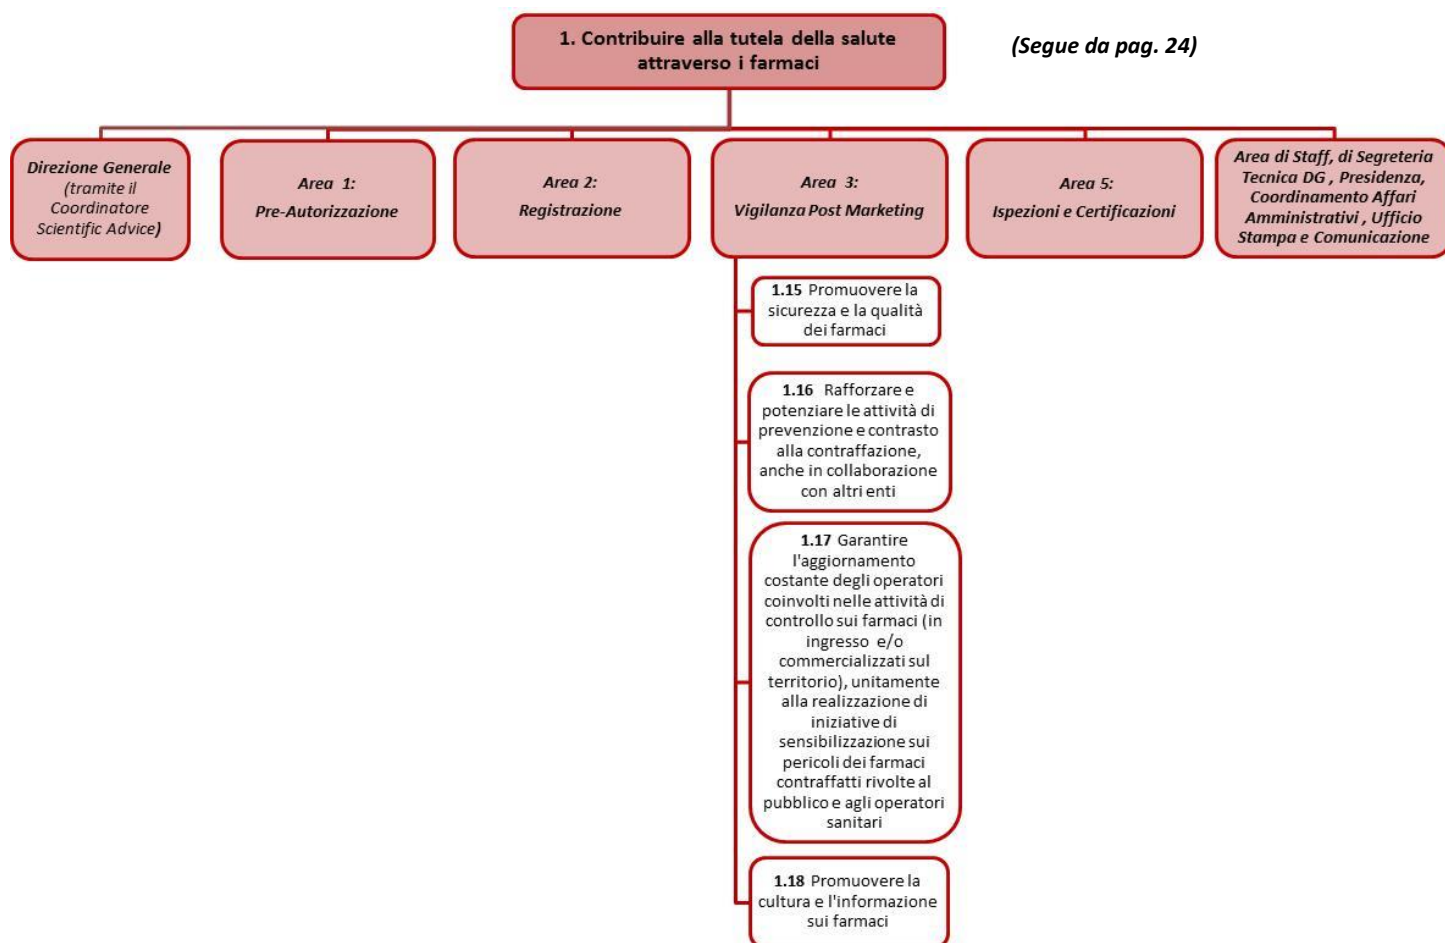 1. Contribuire alla tutela della salute
attraverso i farmaci
(Segue da pag. 24)
Direzione Generale
(tramite il
Coordinatore
Scientific Advice)
Area 1:
Pre-Autorizzazione
Area 2:
Registrazione
Area 3:
Vigilanza Post Marketing
Area 5:
Ispezioni e Certificazioni
Area di Staff, di Segreteria
Tecnica DG , Presidenza,
Coordinamento Affari
Amministrativi , Ufficio
Stampa e Comunicazione
1.15 Promuovere la
sicurezza e la qualità
dei farmaci
1.16 Rafforzare e
potenziare le attività di
prevenzione e contrasto
alla contraffazione,
anche in collaborazione
con altri enti
1.17 Garantire
l'aggiornamento
costante degli operatori
coinvolti nelle attività di
controllo sui farmaci (in
ingresso e/o
commercializzati sul
territorio), unitamente
alla realizzazione di
iniziative di
sensibilizzazione sui
pericoli dei farmaci
contraffatti rivolte al
pubblico e agli operatori
sanitari
1.18 Promuovere la
cultura e l'informazione
sui farmaci